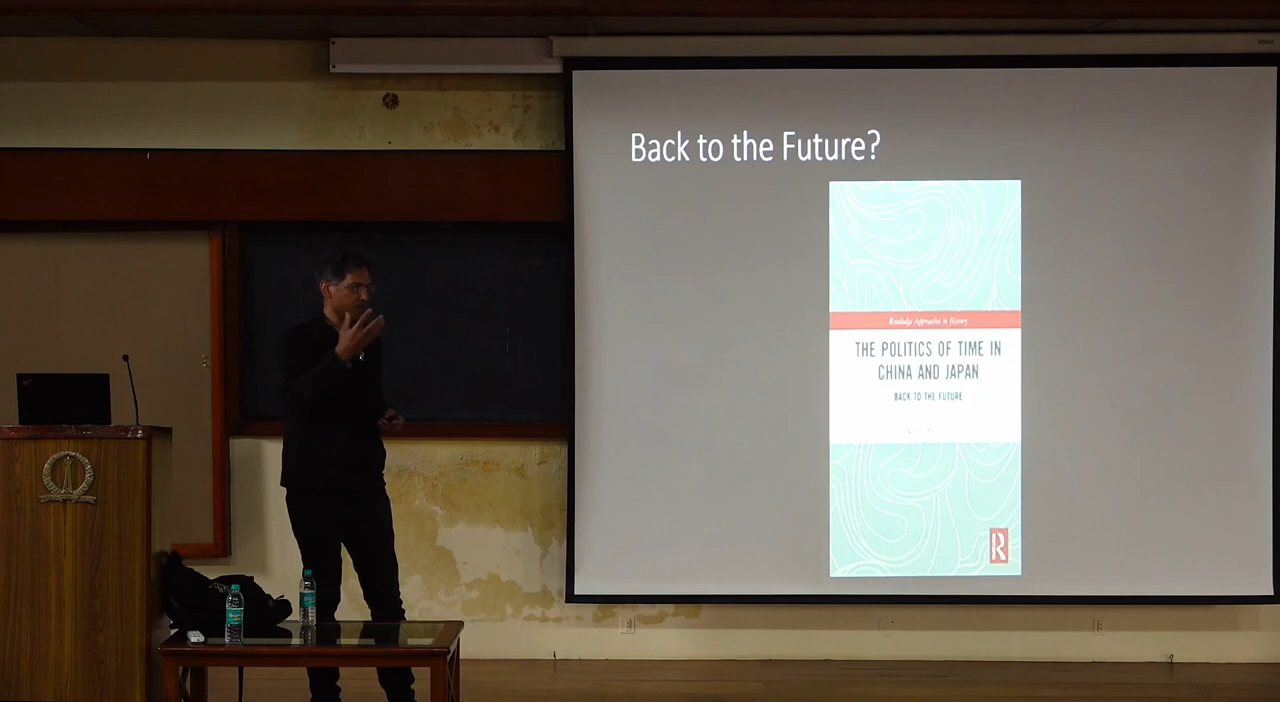 Back to the Future?
Routledge Approaches to History
THE POLITICS OF TIME IN
CHINA AND JAPAN
BACK TO THE FUTURE
R